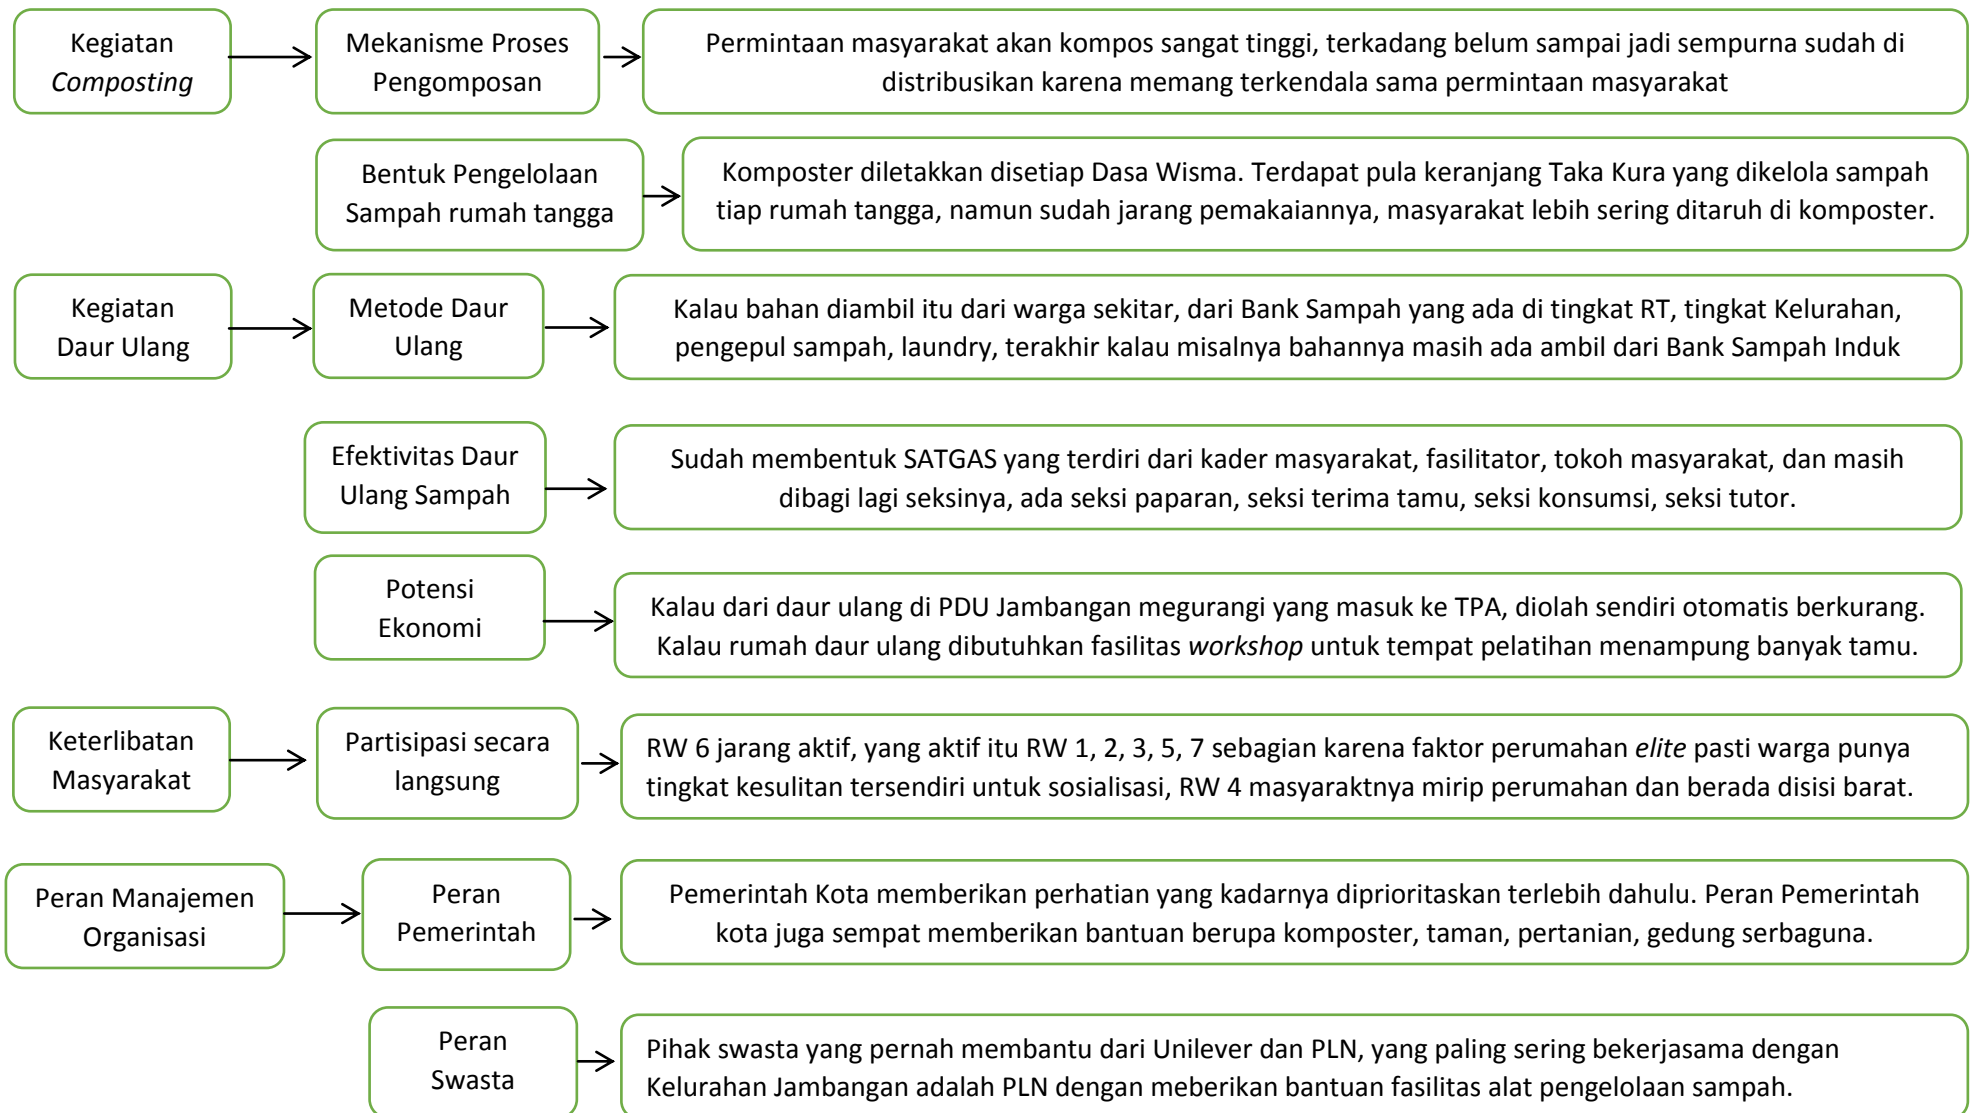 Kegiatan
Composting
Mekanisme Proses
Pengomposan
Permintaan masyarakat akan kompos sangat tinggi, terkadang belum sampai jadi sempurna sudah di
distribusikan karena memang terkendala sama permintaan masyarakat
Bentuk Pengelolaan
Sampah rumah tangga
Komposter diletakkan disetiap Dasa Wisma. Terdapat pula keranjang Taka Kura yang dikelola sampah
tiap rumah tangga, namun sudah jarang pemakaiannya, masyarakat lebih sering ditaruh di komposter.
Kegiatan
Daur Ulang
Metode Daur
Ulang
Kalau bahan diambil itu dari warga sekitar, dari Bank Sampah yang ada di tingkat RT, tingkat Kelurahan,
pengepul sampah, laundry, terakhir kalau misalnya bahannya masih ada ambil dari Bank Sampah Induk
Efektivitas Daur
Ulang Sampah
Sudah membentuk SATGAS yang terdiri dari kader masyarakat, fasilitator, tokoh masyarakat, dan masih
dibagi lagi seksinya, ada seksi paparan, seksi terima tamu, seksi konsumsi, seksi tutor.
Potensi
Ekonomi
Kalau dari daur ulang di PDU Jambangan megurangi yang masuk ke TPA, diolah sendiri otomatis berkurang.
Kalau rumah daur ulang dibutuhkan fasilitas workshop untuk tempat pelatihan menampung banyak tamu.
Keterlibatan
Masyarakat
Partisipasi secara
langsung
RW 6 jarang aktif, yang aktif itu RW 1, 2, 3, 5, 7 sebagian karena faktor perumahan elite pasti warga punya
tingkat kesulitan tersendiri untuk sosialisasi, RW 4 masyaraktnya mirip perumahan dan berada disisi barat.
Peran Manajemen
Organisasi
Peran
Pemerintah
Pemerintah Kota memberikan perhatian yang kadarnya diprioritaskan terlebih dahulu. Peran Pemerintah
kota juga sempat memberikan bantuan berupa komposter, taman, pertanian, gedung serbaguna.
Peran
Swasta
Pihak swasta yang pernah membantu dari Unilever dan PLN, yang paling sering bekerjasama dengan
Kelurahan Jambangan adalah PLN dengan meberikan bantuan fasilitas alat pengelolaan sampah.